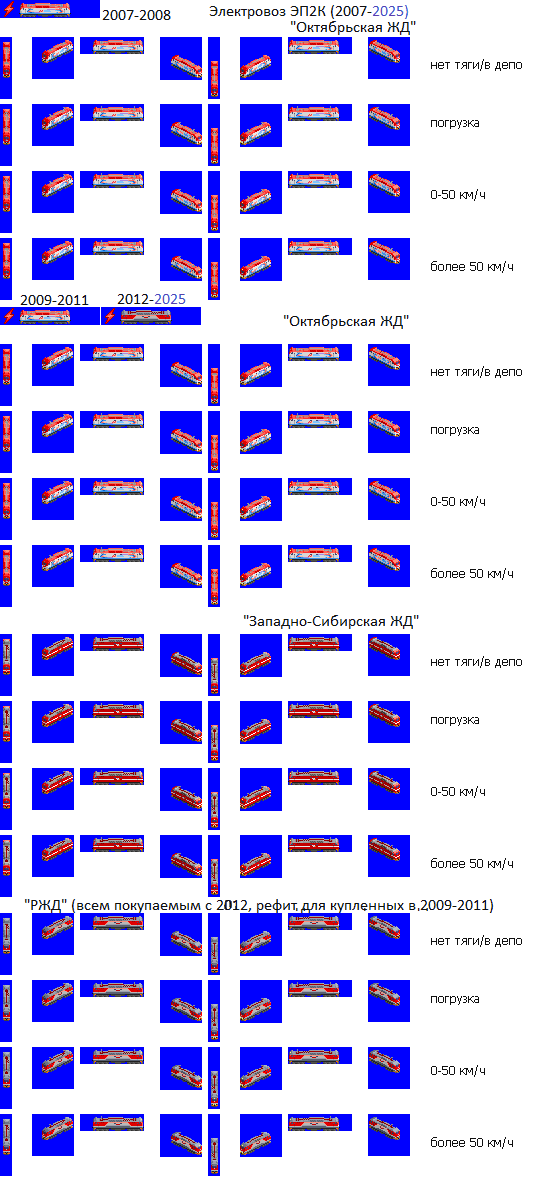 2007-2008
Электровоз ЭП2К (2007-2025)
"Октябрьская ЖД"
нет тяги/в депо
погрузка
0-50 км/ч
более 50 км/ч
2009-2011
2012-2025
"Октябрьская ЖД"
нет тяги/в депо
погрузка
0-50 км/ч
более 50 км/ч
"Западно-Сибирская ЖД"
нет тяги/в депо
погрузка
0-50 км/ч
более 50 км/ч
"РЖД" (всем покупаемым с 2012, рефит для купленных в 2009-2011)
нет тяги/в депо
погрузка
0-50 км/ч
более 50 км/ч